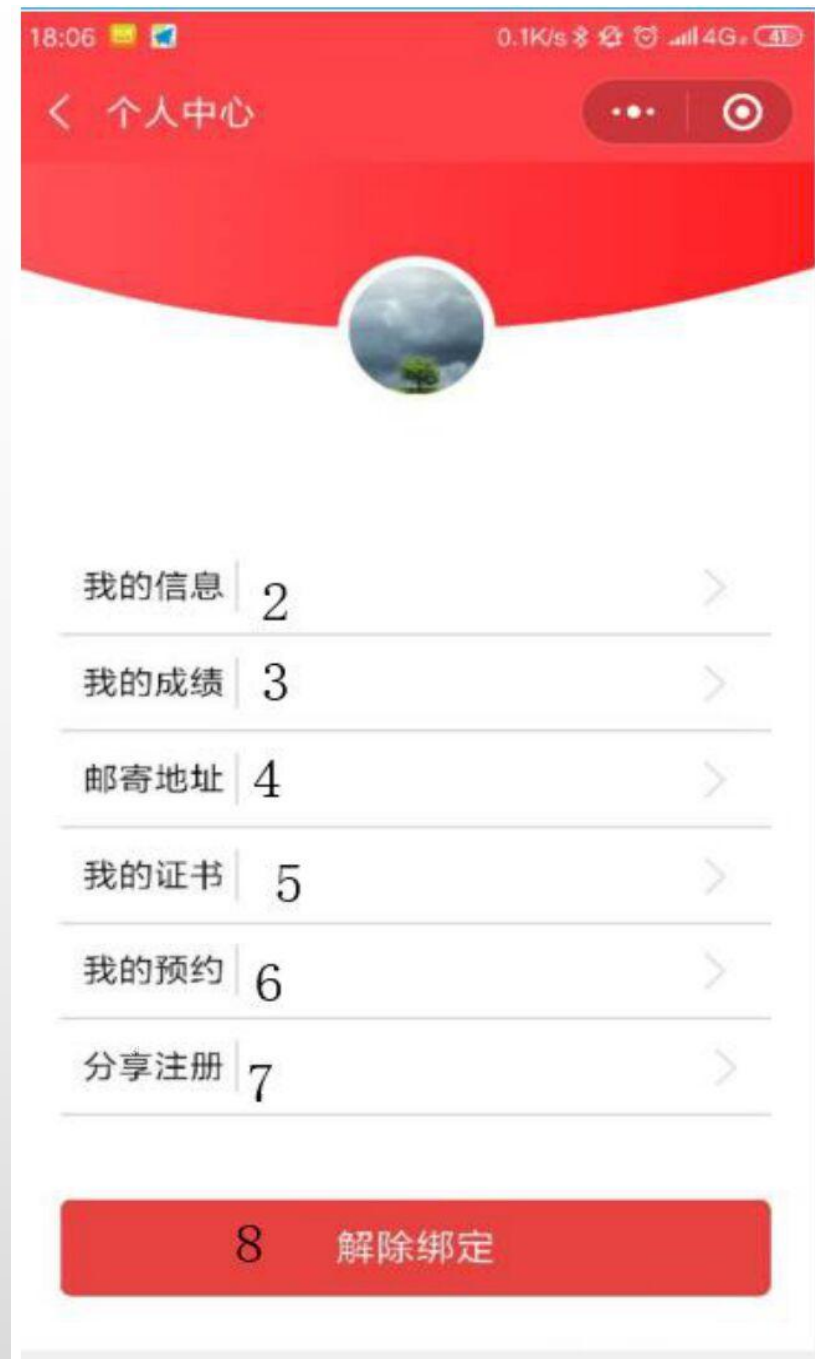 18:06 0.1K/s 4G 41
个人中心
我的信息 2
我的成绩 3
邮寄地址 4
我的证书 5
我的预约 6
分享注册 7
8 解除绑定